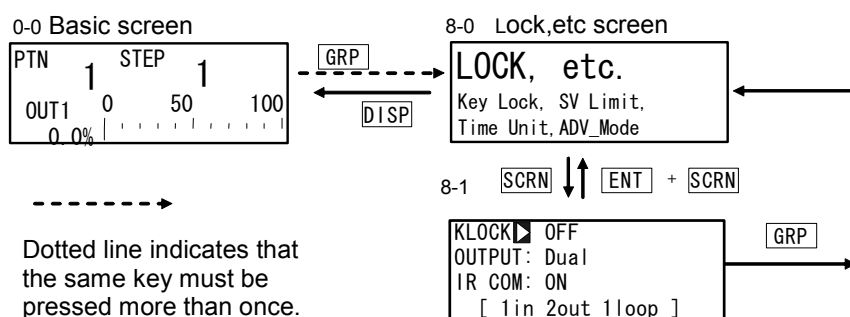 0-0 Basic screen
PTN 1 STEP 1
OUT1 0 50 100
0.0%
GRP
DISP
Dotted line indicates that
the same key must be
pressed more than once.
8-0 Lock,etc screen
LOCK, etc.
Key Lock, SV Limit,
Time Unit, ADV_Mode
8-1 SCRN ENT + SCRN
KLOCK OFF
OUTPUT: Dual
IR COM: ON
[ 1in 2out 1loop ]
GRP